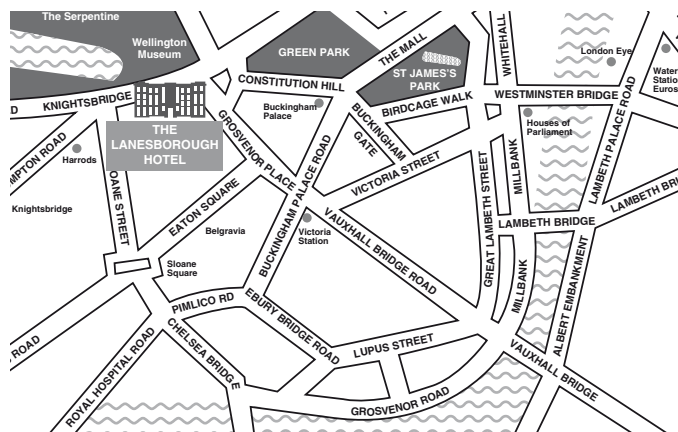 The Serpentine
Wellington
Museum
GREEN PARK
THE MALL
WHITEHALL
London Eye
ST JAMES'S
PARK
CONSTITUTION HILL
KNIGHTSBRIDGE
D
Buckingham
Palace
BIRDCAGE WALK
WESTMINSTER BRIDGE
Water
Station
Euros
THE
LANESBOROUGH
HOTEL
GROSVENOR PLACE
BUCKINGHAM
GATE
Houses of
Parliament
MPTON ROAD
Harrods
OANE STREET
BUCKINGHAM PALACE ROAD
VICTORIA STREET
GREAT LAMBETH STREET
MILLBANK
LAMBETH PALACE ROAD
Knightsbridge
EATON SQUARE
Belgravia
Victoria
Station
LAMBETH BRIDGE
LAMBETH BRI
VAUXHALL BRIDGE ROAD
Sloane
Square
MILLBANK
ALBERT EMBANKMENT
PIMLICO RD
EBURY BRIDGE ROAD
LUPUS STREET
ROAD
ROYAL HOSPITAL ROAD
CHELSEA BRIDGE
VAUXHALL BRIDGE
GROSVENOR ROAD